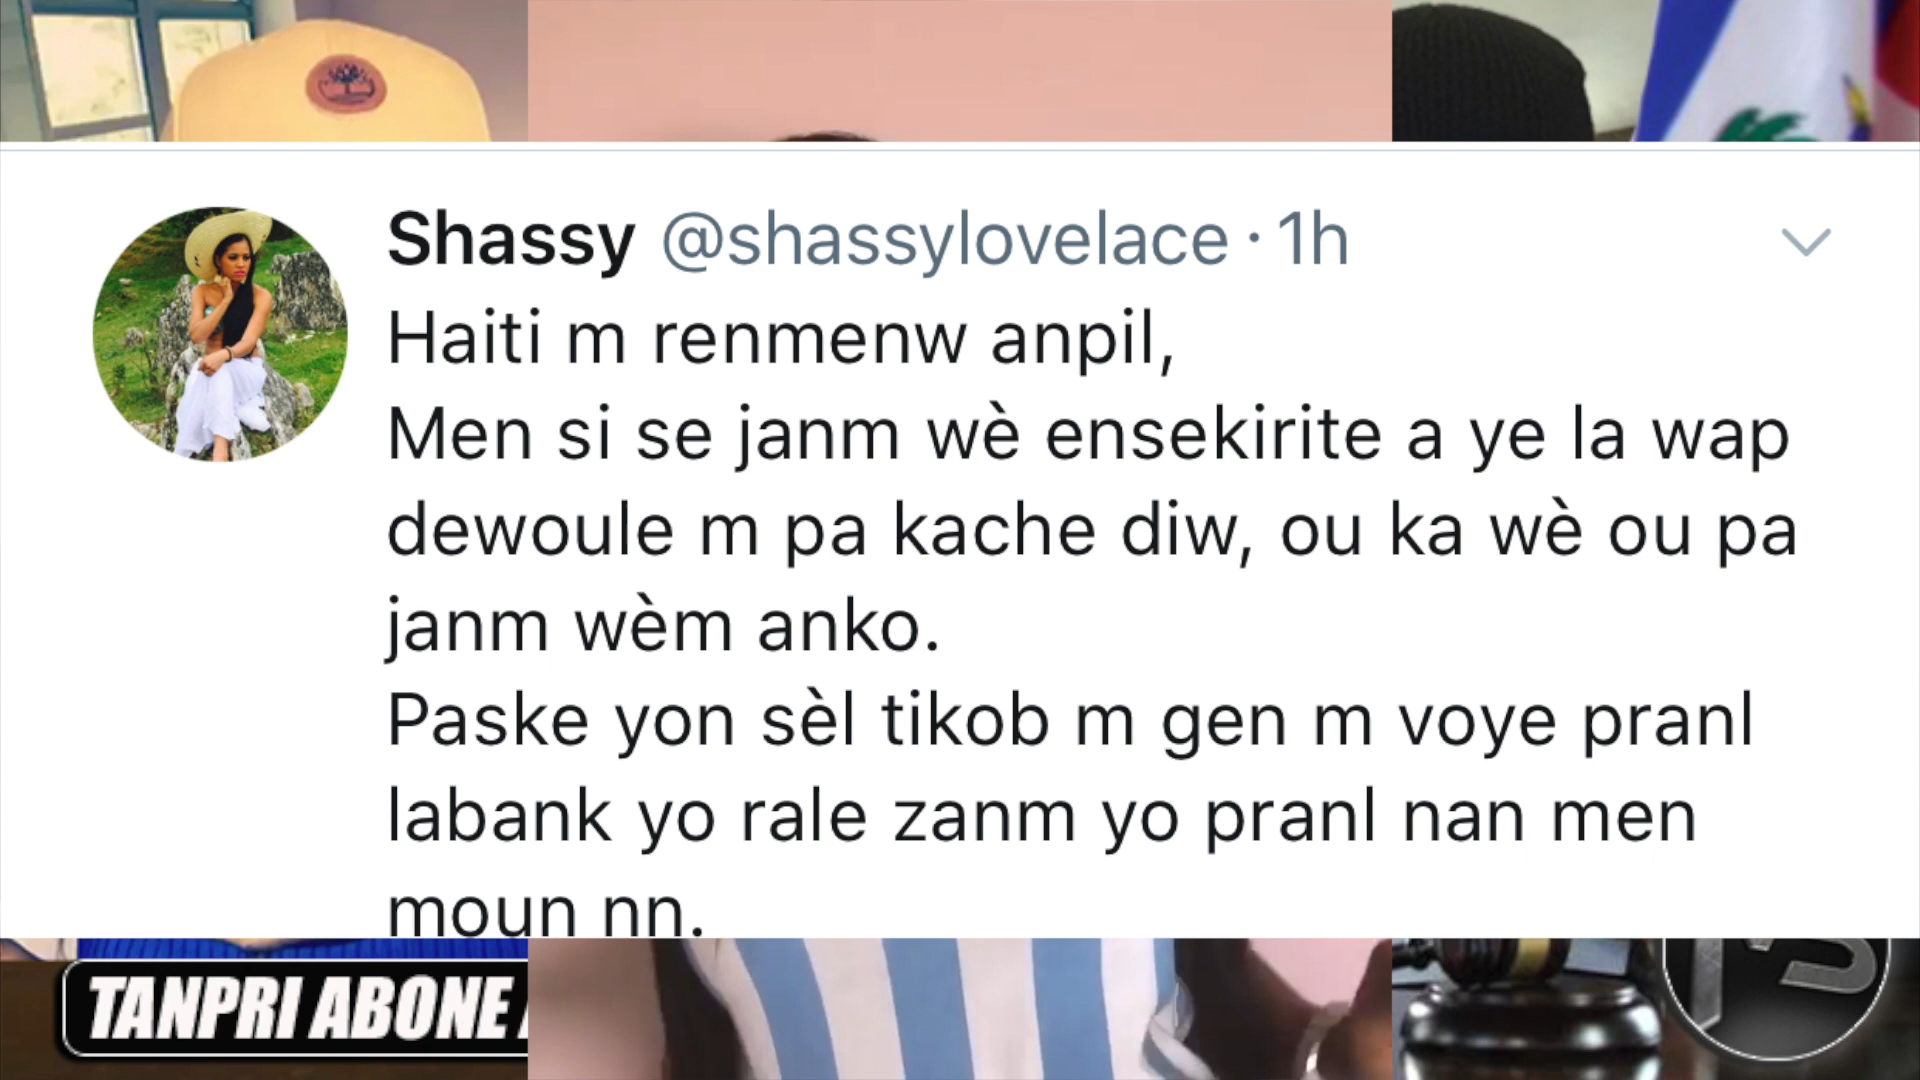 Shassy @shassylovelace · 1h
Haiti m renmenw anpil,
Men si se janm wè ensekirite a ye la wap
dewoule m pa kache diw, ou ka wè ou pa
janm wèm anko.
Paske yon sèl tikob m gen m voye pranl
labank yo rale zanm yo pranl nan men
moun nn.
TANPRI ABONE